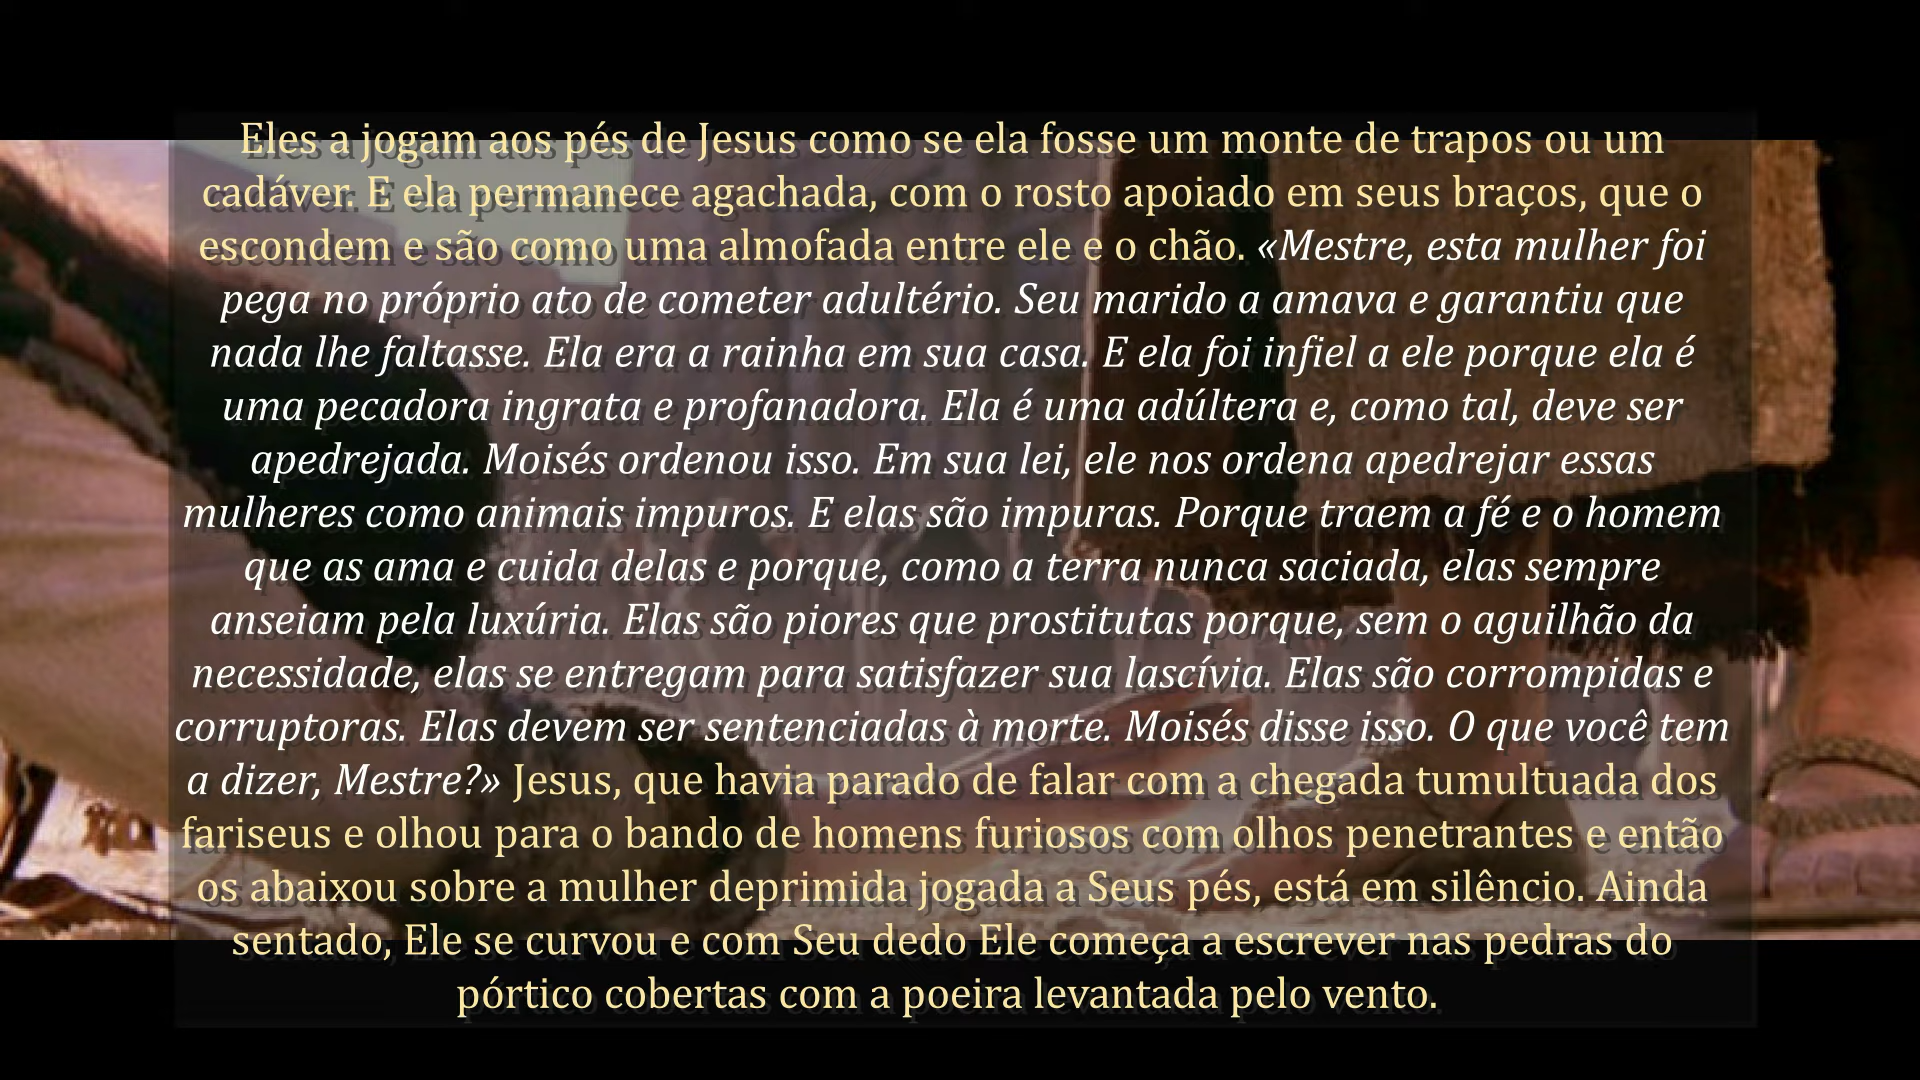 Eles a jogam aos pés de Jesus como se ela fosse um monte de trapos ou um
cadáver. E ela permanece agachada, com o rosto apoiado em seus braços, que o
escondem e são como uma almofada entre ele e o chão. «Mestre, esta mulher foi
pega no próprio ato de cometer adultério. Seu marido a amava e garantiu que
nada lhe faltasse. Ela era a rainha em sua casa. E ela foi infiel a ele porque ela é
uma pecadora ingrata e profanadora. Ela é uma adúltera e, como tal, deve ser
apedrejada. Moisés ordenou isso. Em sua lei, ele nos ordena apedrejar essas
mulheres como animais impuros. E elas são impuras. Porque traem a fé e o homem
que as ama e cuida delas e porque, como a terra nunca saciada, elas sempre
anseiam pela luxúria. Elas são piores que prostitutas porque, sem o aguilhão da
necessidade, elas se entregam para satisfazer sua lascívia. Elas são corrompidas e
corruptoras. Elas devem ser sentenciadas à morte. Moisés disse isso. O que você tem
a dizer, Mestre?» Jesus, que havia parado de falar com a chegada tumultuada dos
fariseus e olhou para o bando de homens furiosos com olhos penetrantes e então
os abaixou sobre a mulher deprimida jogada a Seus pés, está em silêncio. Ainda
sentado, Ele se curvou e com Seu dedo Ele começa a escrever nas pedras do
pórtico cobertas com a poeira levantada pelo vento.